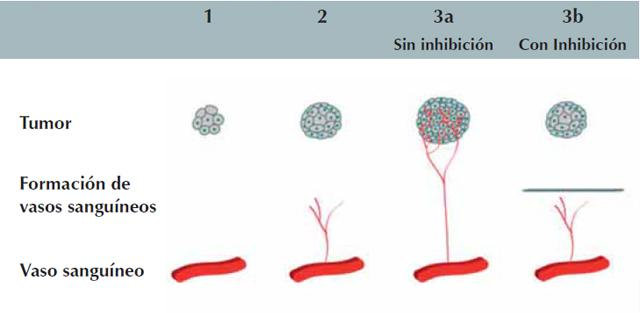 1 2 3a 3b
Sin inhibición Con Inhibición
Tumor
Formación de
vasos sanguíneos
Vaso sanguíneo